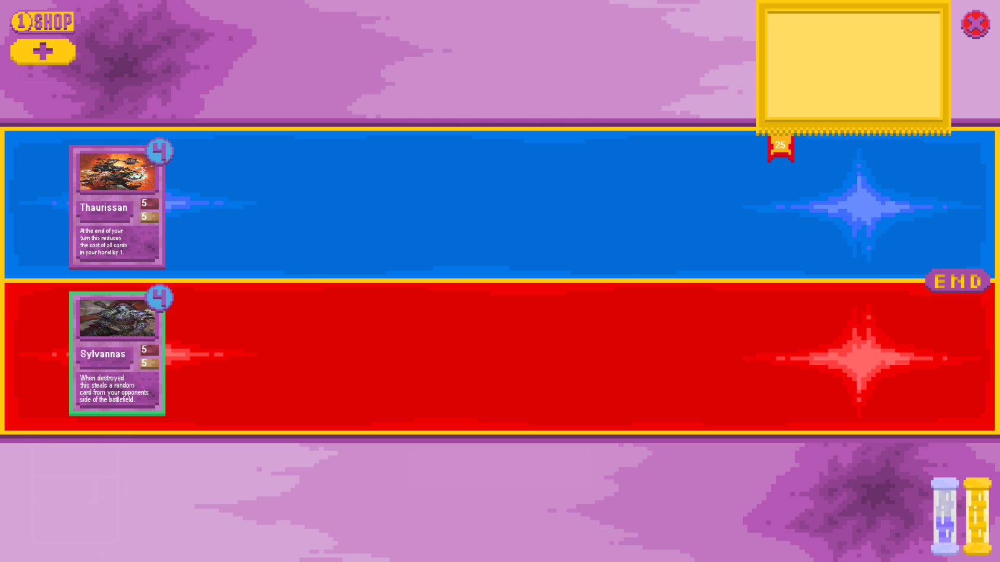 1 SHOP
25
4
Thaurissan
5
5
At the end of your
turn this reduces
the cost of all cards
in your hand by 1.
END
4
Sylvannas
5
5
When destroyed
this steals a random
card from your opponents
side of the battlefield.